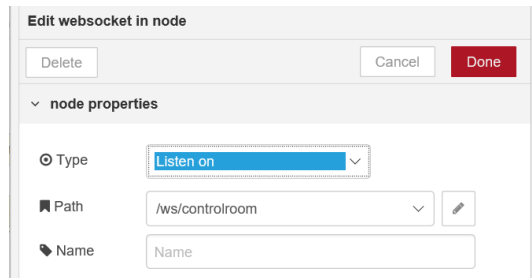 Edit websocket in node
Delete Cancel Done
node properties
Type Listen on
Path /ws/controlroom
Name Name